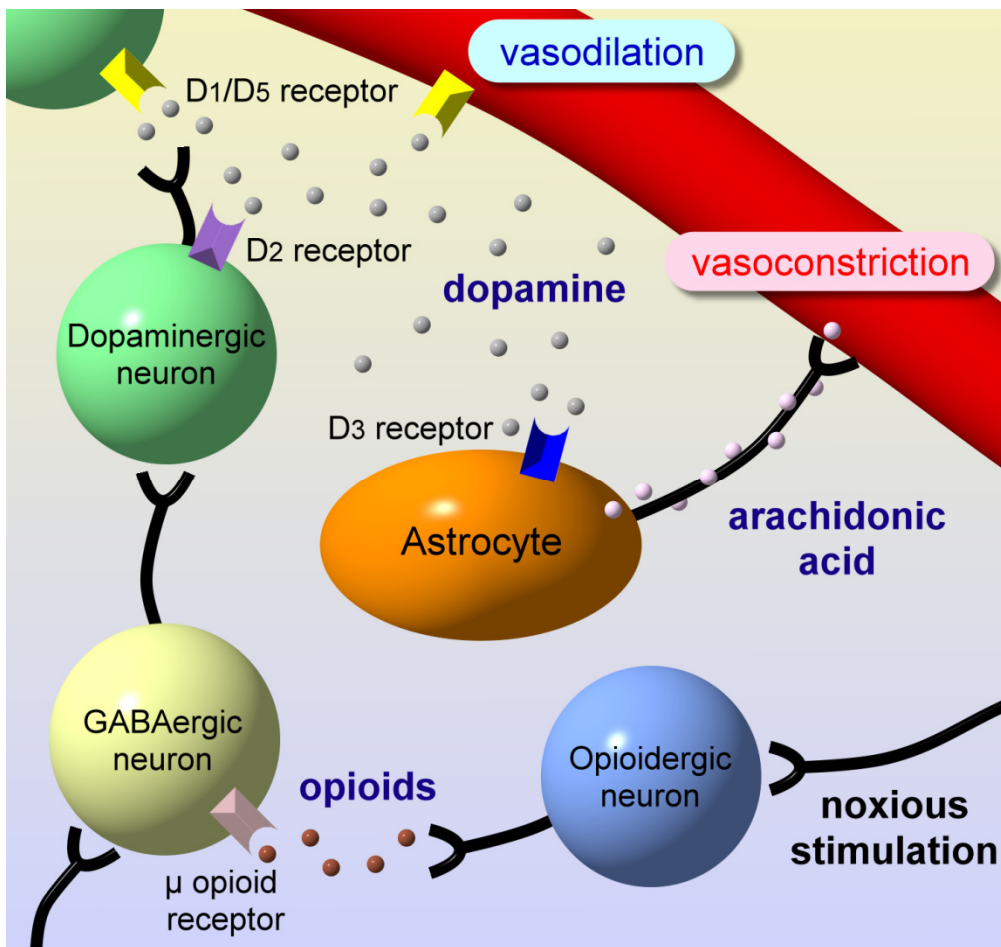 vasodilation
D1/D5 receptor
D2 receptor
vasoconstriction
dopamine
Dopaminergic
neuron
D3 receptor
Astrocyte
arachidonic
acid
GABAergic
neuron
opioids
Opioidergic
neuron
noxious
stimulation
μ opioid
receptor